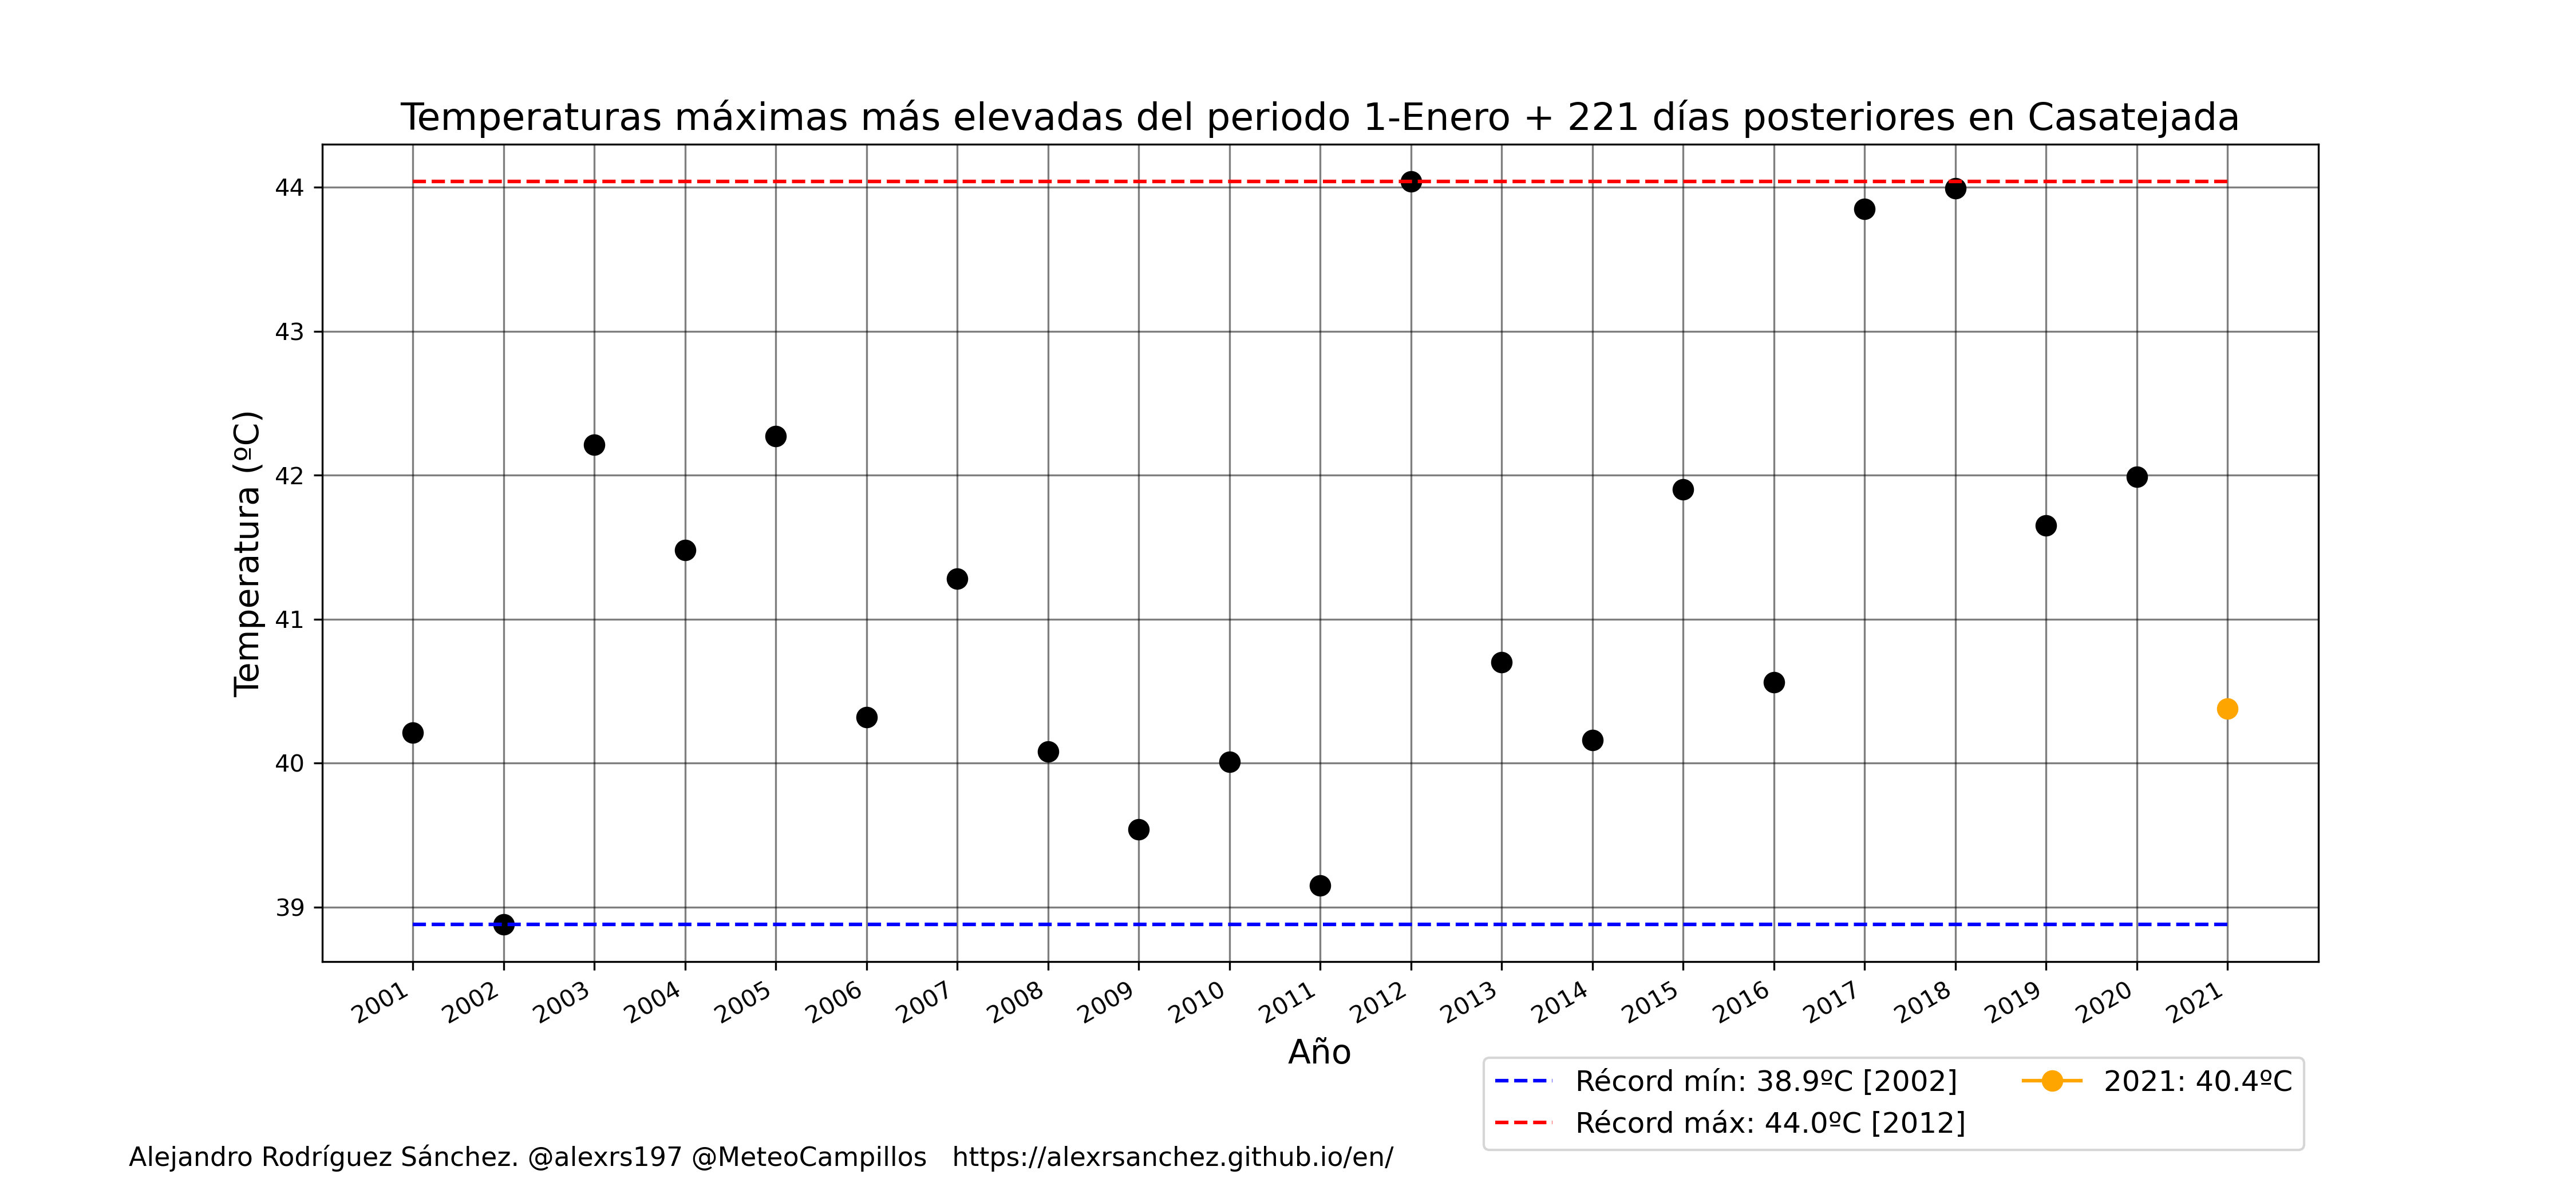 Temperaturas máximas más elevadas del periodo 1-Enero + 221 días posteriores en Casatejada
Temperatura (ºC)
44
43
42
41
40
39
2001 2002 2003 2004 2005 2006 2007 2008 2009 2010 2011 2012 2013 2014 2015 2016 2017 2018 2019 2020 2021
Año
Récord mín: 38.9ºC [2002]
Récord máx: 44.0ºC [2012]
2021: 40.4ºC
Alejandro Rodríguez Sánchez. @alexrs197 @MeteoCampillos https://alexrsanchez.github.io/en/